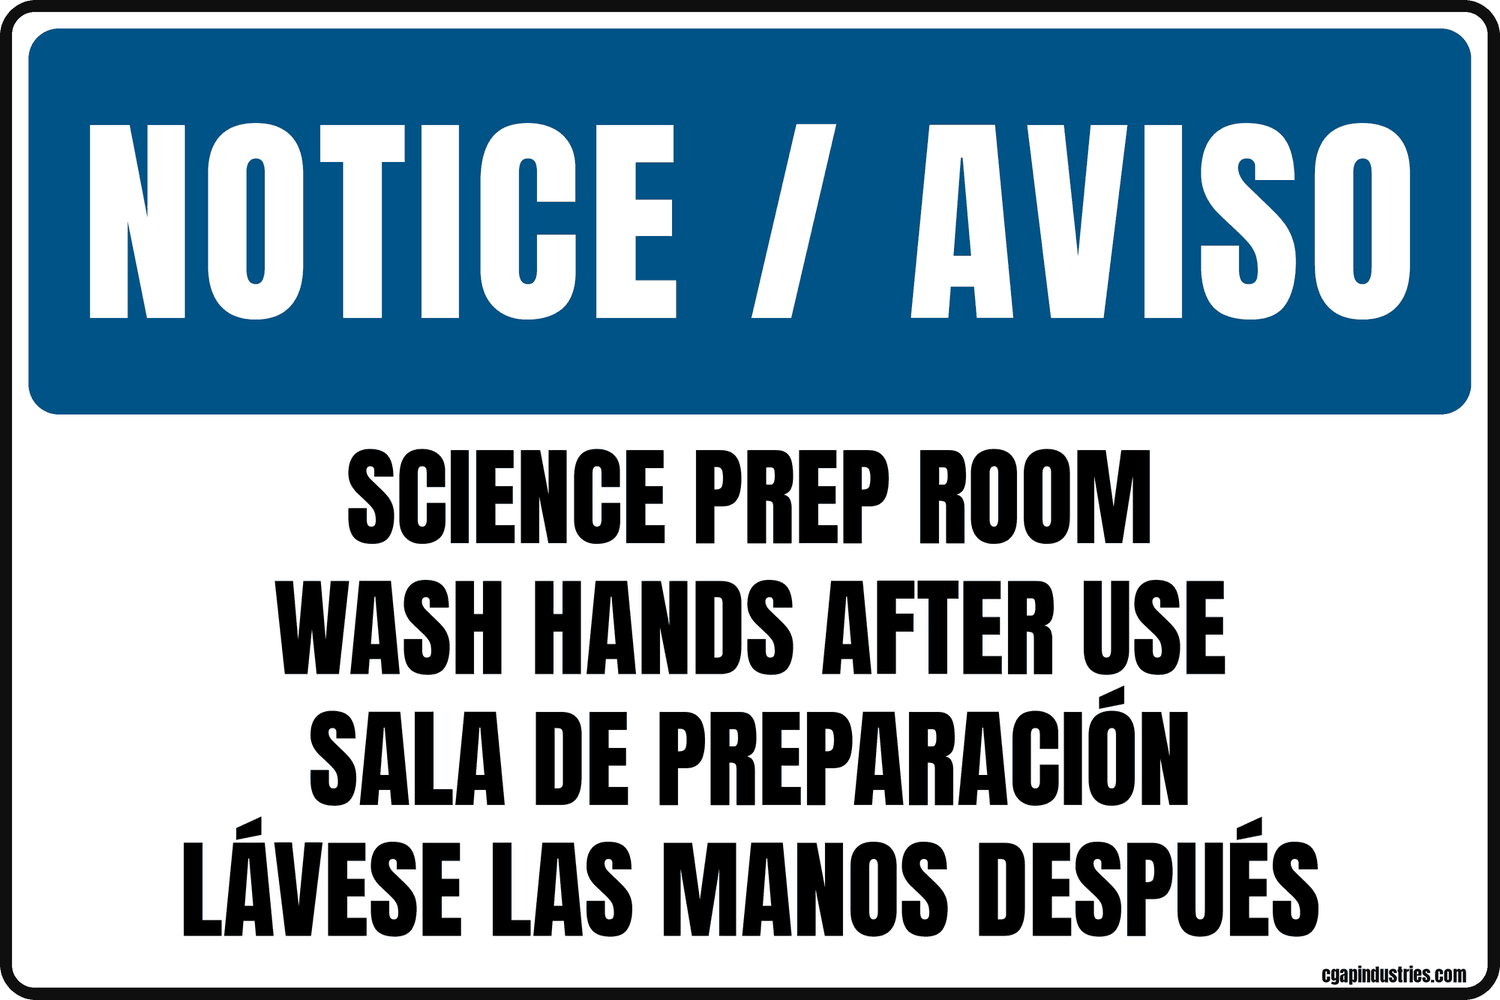 NOTICE / AVISO
SCIENCE PREP ROOM
WASH HANDS AFTER USE
SALA DE PREPARACIÓN
LÁVESE LAS MANOS DESPUÉS
cgapindustries.com